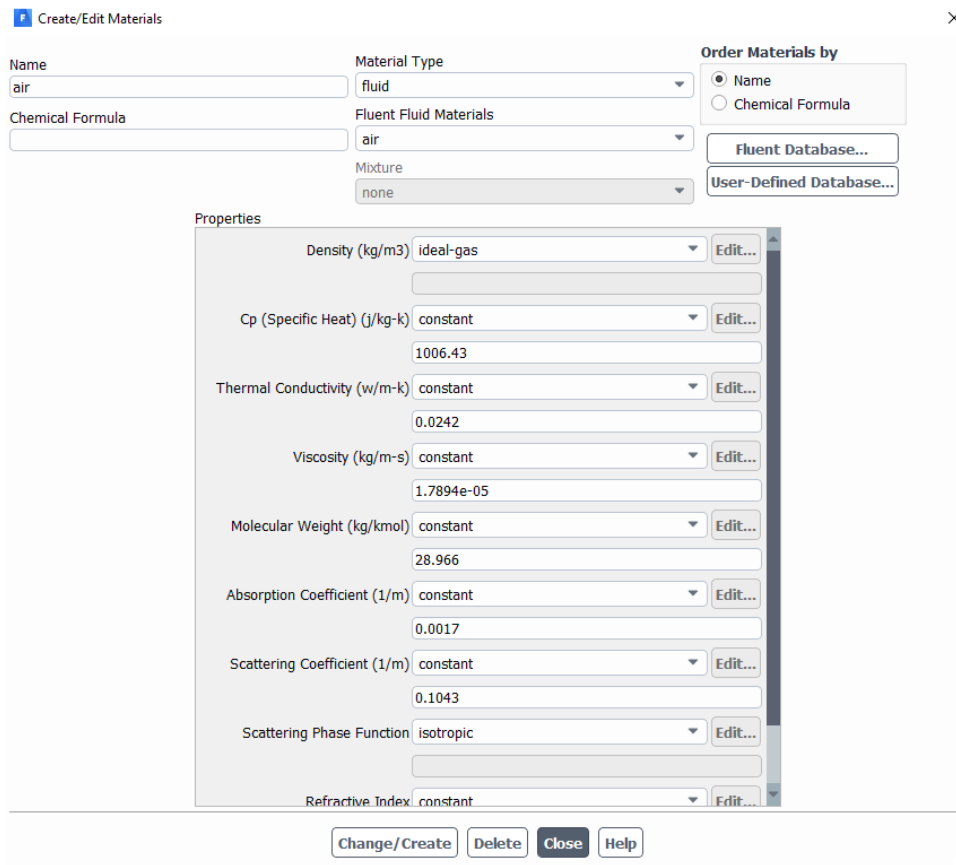 F Create/Edit Materials
Name
air
Chemical Formula
Material Type
fluid
Fluent Fluid Materials
air
Mixture
none
Order Materials by
Name
Chemical Formula
Fluent Database...
User-Defined Database...
Properties
Density (kg/m3) ideal-gas Edit...
Cp (Specific Heat) (j/kg-k) constant Edit...
1006.43
Thermal Conductivity (w/m-k) constant Edit...
0.0242
Viscosity (kg/m-s) constant Edit...
1.7894e-05
Molecular Weight (kg/kmol) constant Edit...
28.966
Absorption Coefficient (1/m) constant Edit...
0.0017
Scattering Coefficient (1/m) constant Edit...
0.1043
Scattering Phase Function isotropic Edit...
Refractive Index constant Edit...
Change/Create Delete Close Help